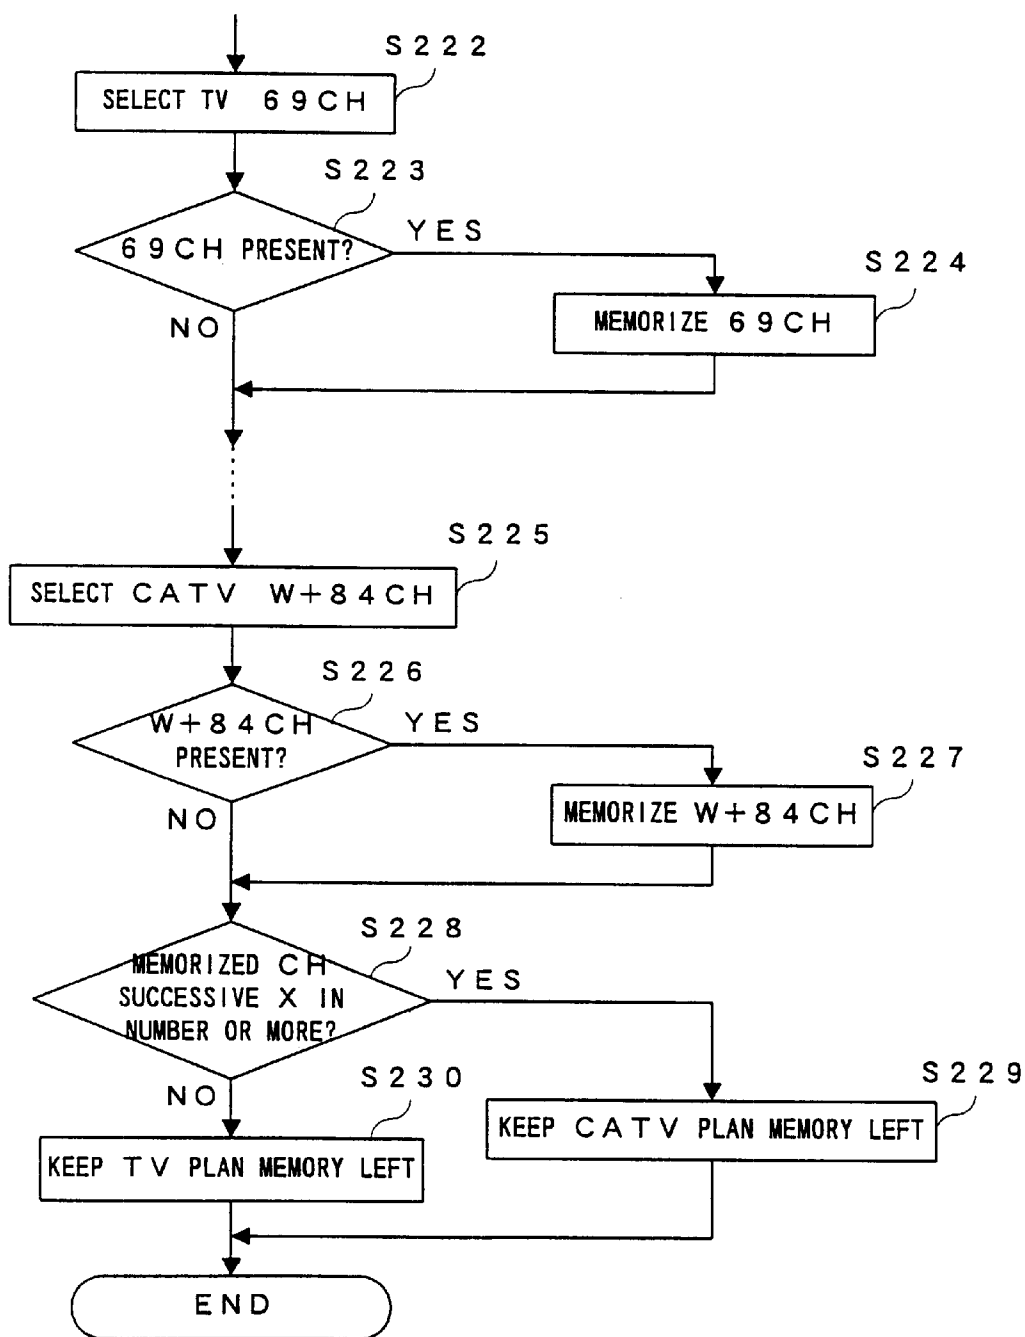 S222
SELECT TV 69CH
S223
69CH PRESENT?
YES
S224
MEMORIZE 69CH
NO
S225
SELECT CATV W+84CH
S226
W+84CH
PRESENT?
YES
S227
MEMORIZE W+84CH
NO
S228
MEMORIZED CH
SUCCESSIVE X IN
NUMBER OR MORE?
YES
NO
S230
S229
KEEP CATV PLAN MEMORY LEFT
KEEP TV PLAN MEMORY LEFT
END